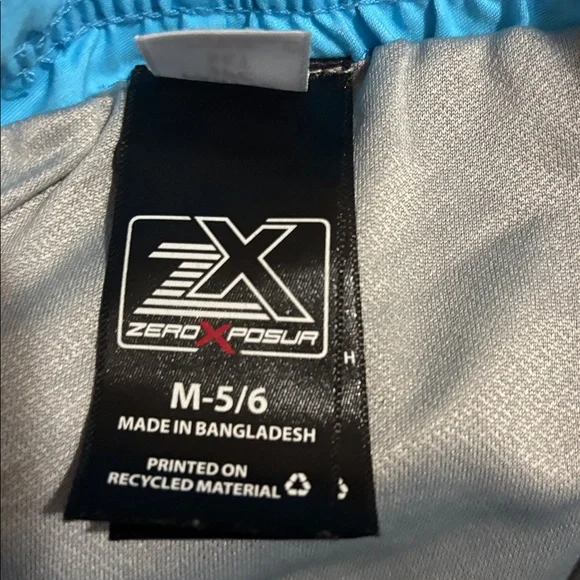 ZX
ZEROXPOSUR
M-5/6
MADE IN BANGLADESH
PRINTED ON
RECYCLED MATERIAL
H